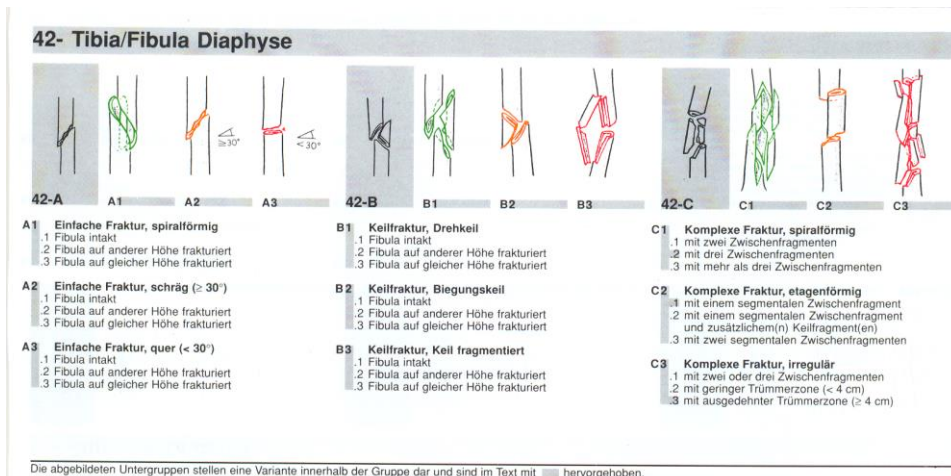 42- Tibia/Fibula Diaphyse
≥30°
<30°
42-A A1 A2 A3 42-B B1 B2 B3 42-C C1 C2 C3
A1 Einfache Fraktur, spiralförmig
.1 Fibula intakt
.2 Fibula auf anderer Höhe frakturiert
.3 Fibula auf gleicher Höhe frakturiert
A2 Einfache Fraktur, schräg (≥ 30°)
.1 Fibula intakt
.2 Fibula auf anderer Höhe frakturiert
.3 Fibula auf gleicher Höhe frakturiert
A3 Einfache Fraktur, quer (< 30°)
.1 Fibula intakt
.2 Fibula auf anderer Höhe frakturiert
.3 Fibula auf gleicher Höhe frakturiert
B1 Keilfraktur, Drehkeil
.1 Fibula intakt
.2 Fibula auf anderer Höhe frakturiert
.3 Fibula auf gleicher Höhe frakturiert
B2 Keilfraktur, Biegungskeil
.1 Fibula intakt
.2 Fibula auf anderer Höhe frakturiert
.3 Fibula auf gleicher Höhe frakturiert
B3 Keilfraktur, Keil fragmentiert
.1 Fibula intakt
.2 Fibula auf anderer Höhe frakturiert
.3 Fibula auf gleicher Höhe frakturiert
C1 Komplexe Fraktur, spiralförmig
.1 mit zwei Zwischenfragmenten
.2 mit drei Zwischenfragmenten
.3 mit mehr als drei Zwischenfragmenten
C2 Komplexe Fraktur, etagenförmig
.1 mit einem segmentalen Zwischenfragment
.2 mit einem segmentalen Zwischenfragment
und zusätzlichem(n) Keilfragment(en)
.3 mit zwei segmentalen Zwischenfragmenten
C3 Komplexe Fraktur, irregulär
.1 mit zwei oder drei Zwischenfragmenten
.2 mit geringer Trümmerzone (< 4 cm)
.3 mit ausgedehnter Trümmerzone (≥ 4 cm)
Die abgebildeten Untergruppen stellen eine Variante innerhalb der Gruppe dar und sind im Text mit hervorgehoben.